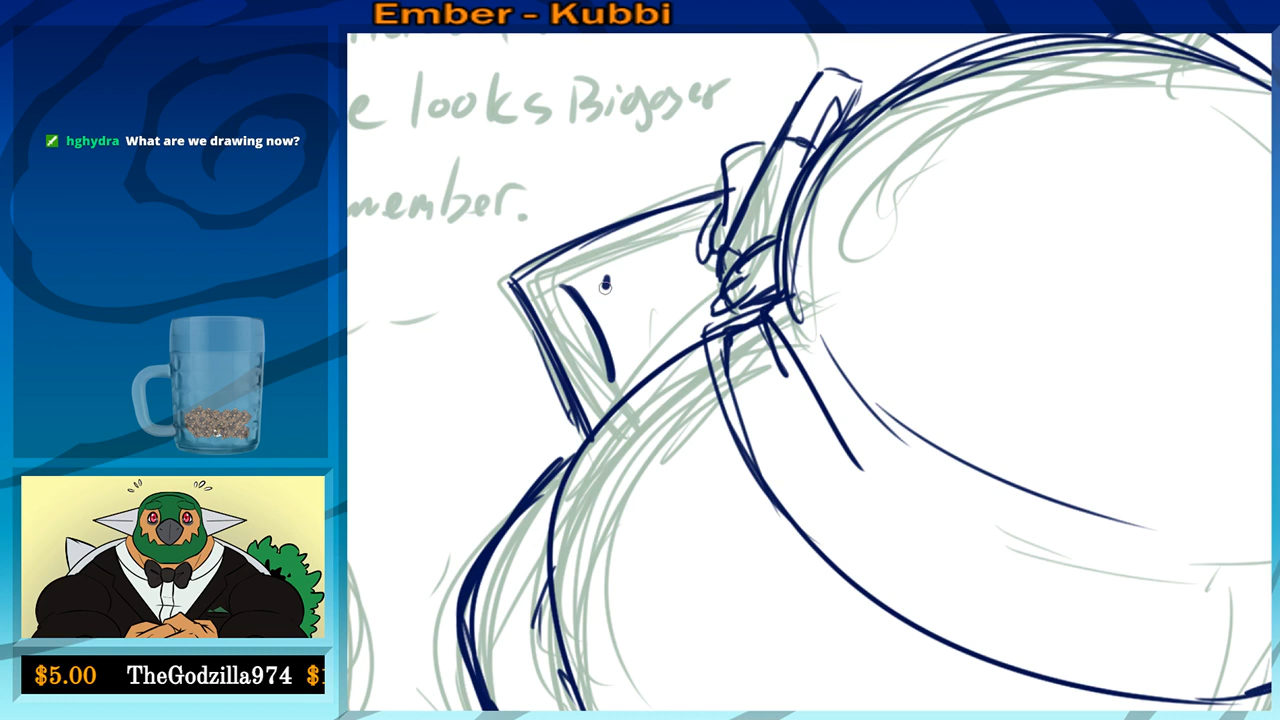 Ember - Kubbi
e looks Bigger
member.
hghydra What are we drawing now?
$5.00 TheGodzilla974 $